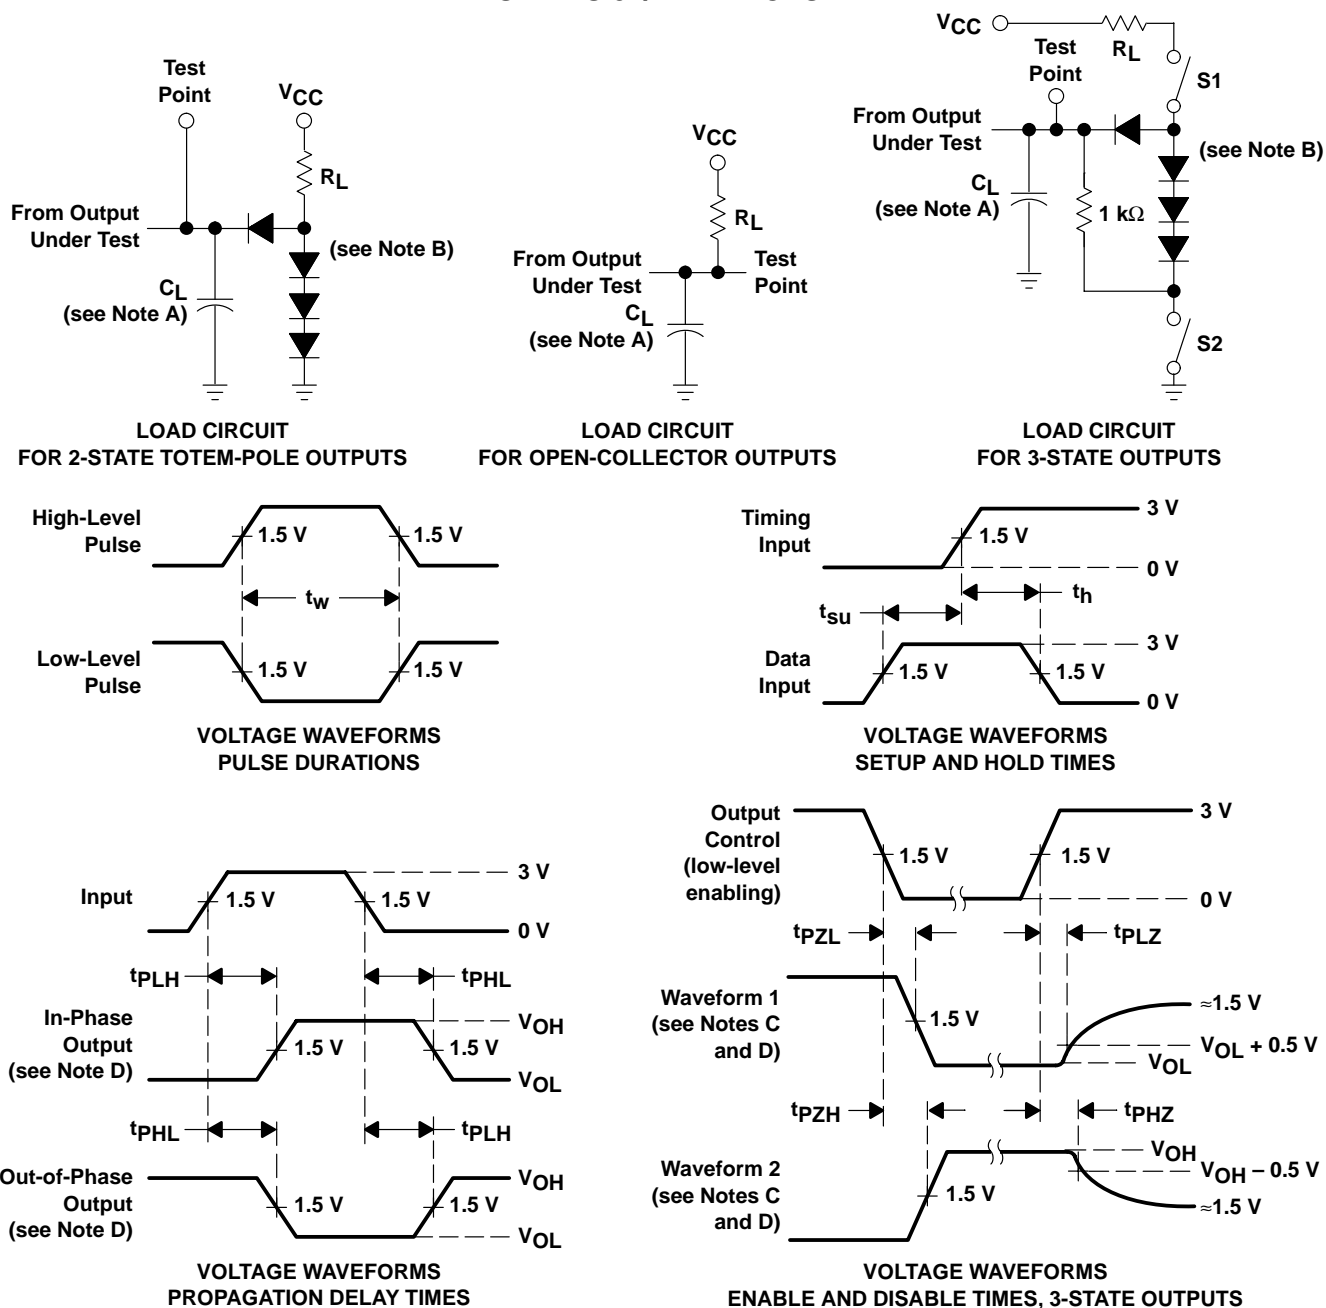 Test
Point
VCC
RL
From Output
Under Test
(see Note B)
CL
(see Note A)
LOAD CIRCUIT
FOR 2-STATE TOTEM-POLE OUTPUTS
VCC
RL
From Output
Under Test
Test
Point
CL
(see Note A)
LOAD CIRCUIT
FOR OPEN-COLLECTOR OUTPUTS
VCC
RL
Test
Point
S1
From Output
Under Test
(see Note B)
CL
(see Note A)
1 kΩ
S2
LOAD CIRCUIT
FOR 3-STATE OUTPUTS
High-Level
Pulse
1.5 V
1.5 V
tw
Low-Level
Pulse
1.5 V
1.5 V
VOLTAGE WAVEFORMS
PULSE DURATIONS
Timing
Input
3 V
1.5 V
0 V
th
tsu
Data
Input
3 V
1.5 V
1.5 V
0 V
VOLTAGE WAVEFORMS
SETUP AND HOLD TIMES
Input
3 V
1.5 V
1.5 V
0 V
tPLH
tPHL
In-Phase
Output
(see Note D)
VOH
1.5 V
1.5 V
VOL
tPHL
tPLH
Out-of-Phase
Output
(see Note D)
VOH
1.5 V
1.5 V
VOL
VOLTAGE WAVEFORMS
PROPAGATION DELAY TIMES
Output
Control
(low-level
enabling)
3 V
1.5 V
1.5 V
0 V
tPZL
tPLZ
Waveform 1
(see Notes C
and D)
≈1.5 V
1.5 V
VOL + 0.5 V
VOL
tPZH
tPHZ
Waveform 2
(see Notes C
and D)
VOH
VOH – 0.5 V
1.5 V
≈1.5 V
VOLTAGE WAVEFORMS
ENABLE AND DISABLE TIMES, 3-STATE OUTPUTS